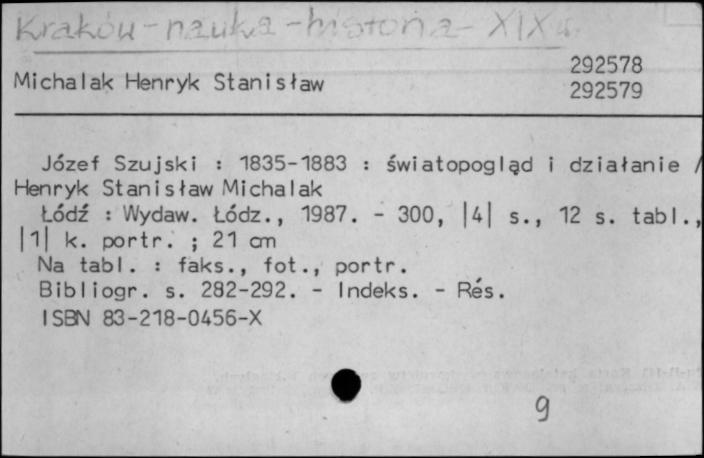 Kraków - nauka - historia - XIX w.
292578
Michalak Henryk Stanisław
292579
Józef Szujski : 1835-1883 : światopogląd i działanie /
Henryk Stanisław Michalak
Łódź : Wydaw. Łódz., 1987. - 300, |4| s., 12 s. tabl.,
|1| k. portr. ; 21 cm
Na tabl. : faks., fot., portr.
Bibliogr. s. 282-292. - Indeks. - Rés.
ISBN 83-218-0456-X
9